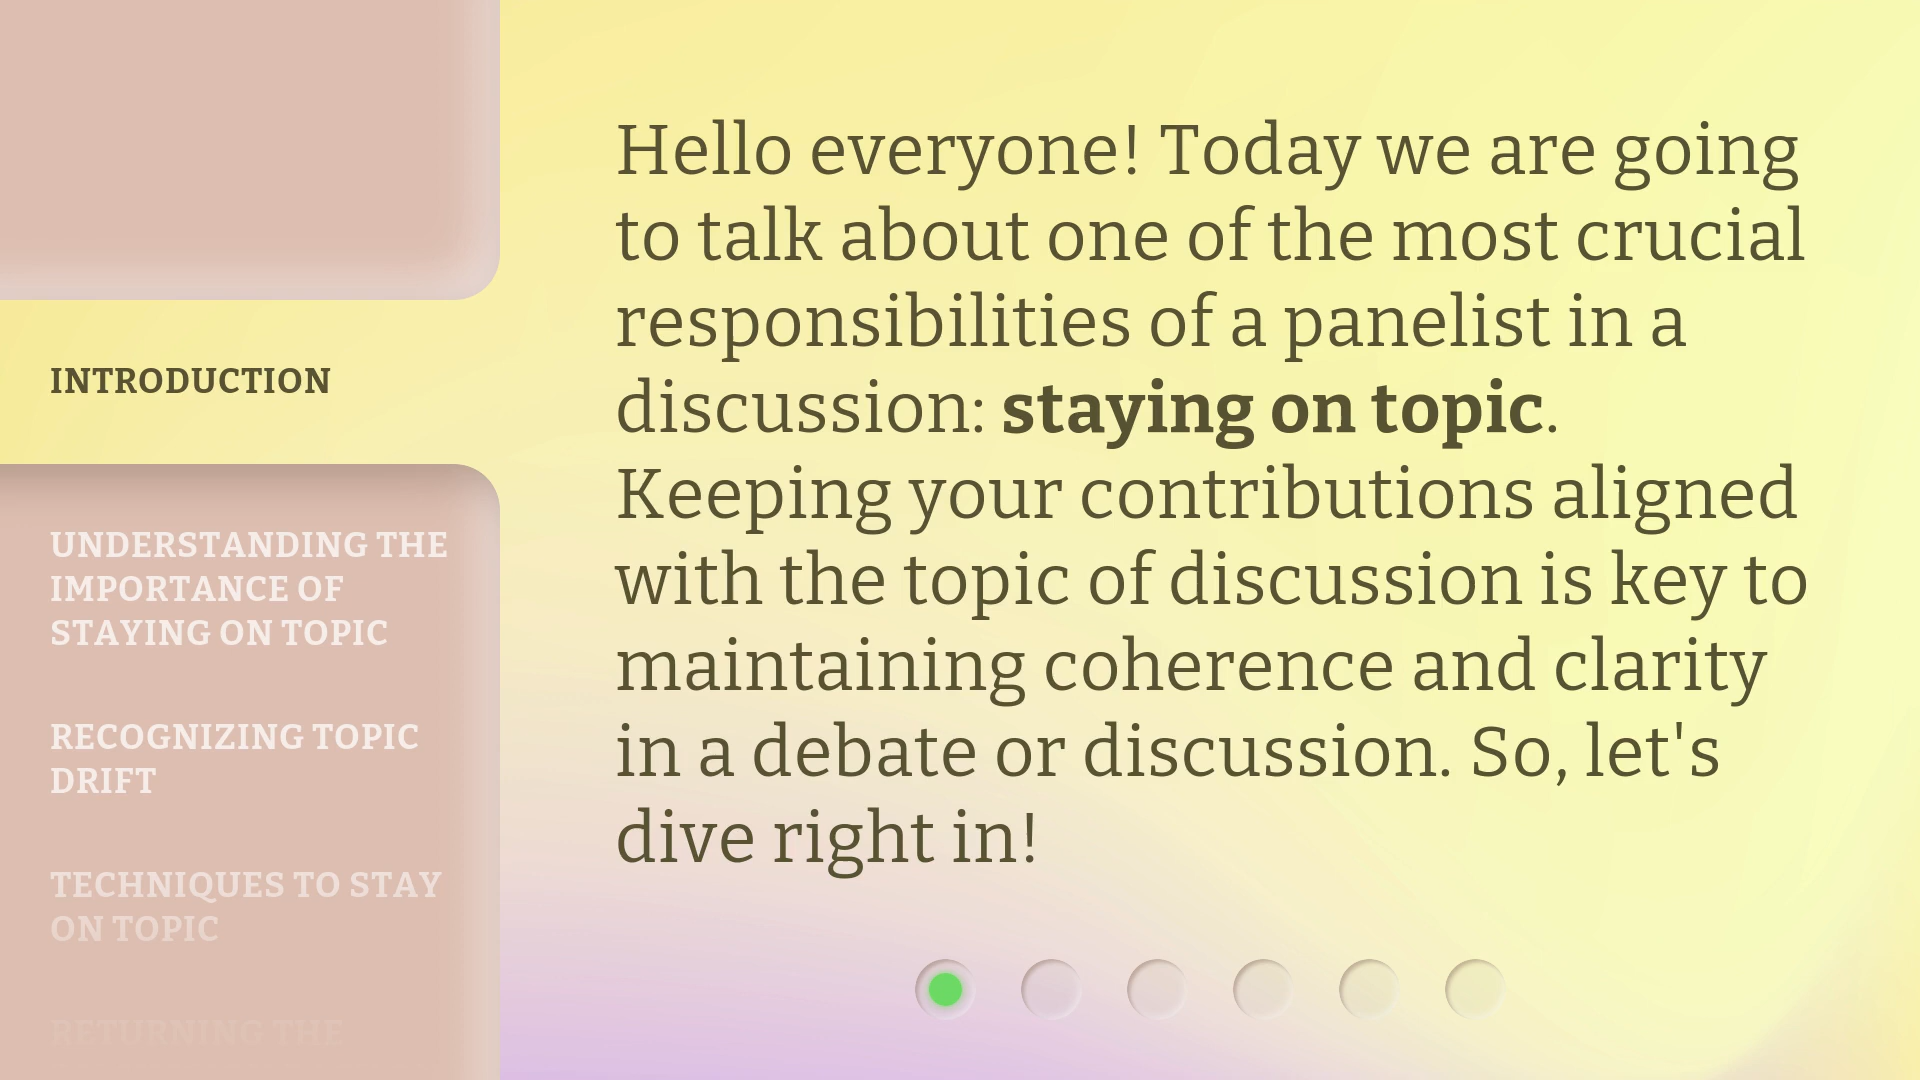 INTRODUCTION
UNDERSTANDING THE
IMPORTANCE OF
STAYING ON TOPIC
RECOGNIZING TOPIC
DRIFT
TECHNIQUES TO STAY
ON TOPIC
RETURNING THE
Hello everyone! Today we are going
to talk about one of the most crucial
responsibilities of a panelist in a
discussion: staying on topic.
Keeping your contributions aligned
with the topic of discussion is key to
maintaining coherence and clarity
in a debate or discussion. So, let's
dive right in!